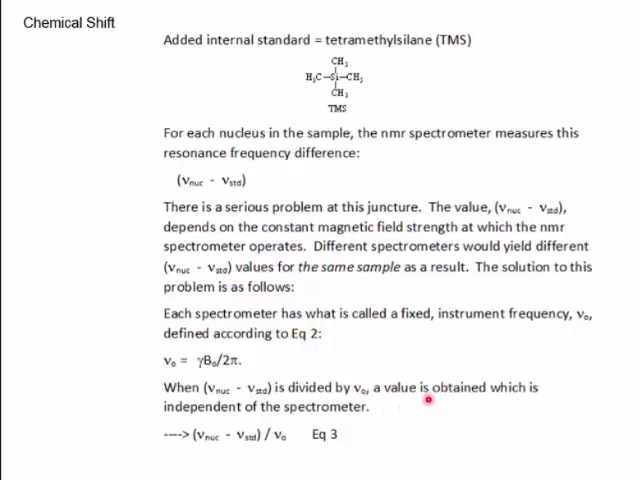 Chemical Shift
Added internal standard = tetramethylsilane (TMS)
CH₃
H₃C—Si—CH₃
CH₃
TMS
For each nucleus in the sample, the nmr spectrometer measures this
resonance frequency difference:
(νnuc - νstd)
There is a serious problem at this juncture. The value, (νnuc - νstd),
depends on the constant magnetic field strength at which the nmr
spectrometer operates. Different spectrometers would yield different
(νnuc - νstd) values for the same sample as a result. The solution to this
problem is as follows:
Each spectrometer has what is called a fixed, instrument frequency, νo,
defined according to Eq 2:
νo = γBo/2π.
When (νnuc - νstd) is divided by νo, a value is obtained which is
independent of the spectrometer.
----> (νnuc - νstd) / νo Eq 3